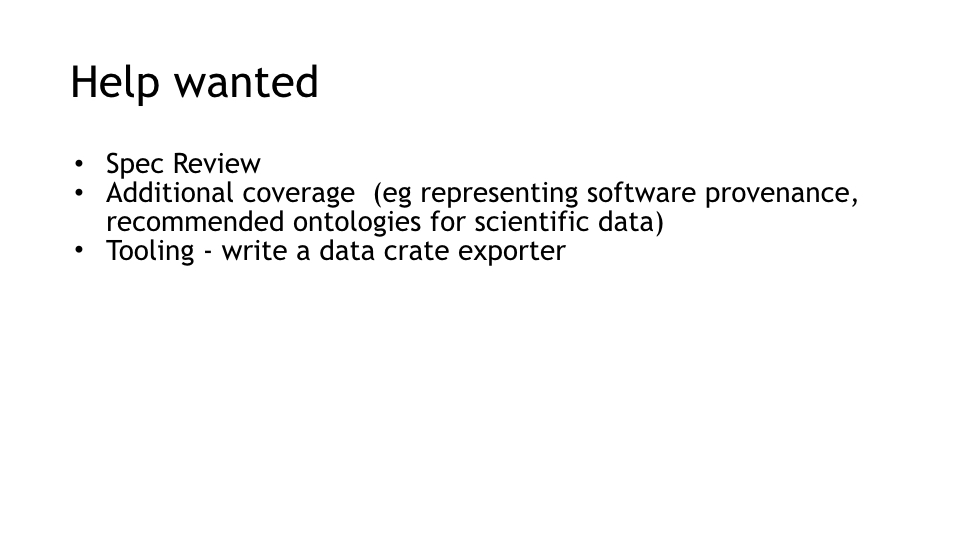 Help wanted
• Spec Review
• Additional coverage  (eg representing software provenance,
recommended ontologies for scientific data)
• Tooling - write a data crate exporter